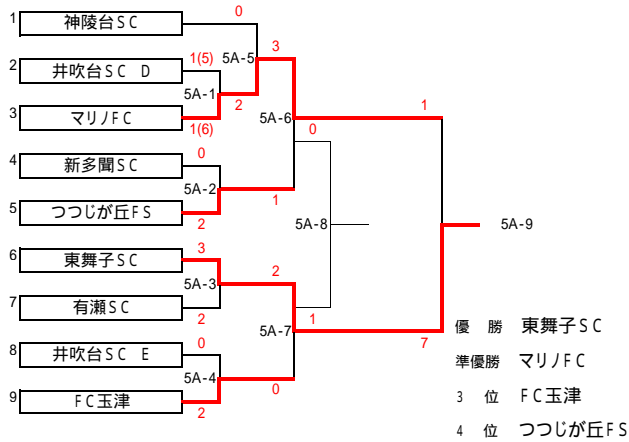 0
1 神陵台SC
3
1(5) 5A-5
2 井吹台SC D
5A-1
2 1
3 マリノFC
1(6) 5A-6 0
0
4 新多聞SC
5A-2
1
5 つつじが丘FS
2 5A-8 5A-9
3
6 東舞子SC
2
5A-3
7 有瀬SC
2 1 7
5A-7
0
8 井吹台SC E
5A-4
0
9 FC玉津
2
優 勝 東舞子SC
準優勝 マリノFC
3 位 FC玉津
4 位 つつじが丘FS